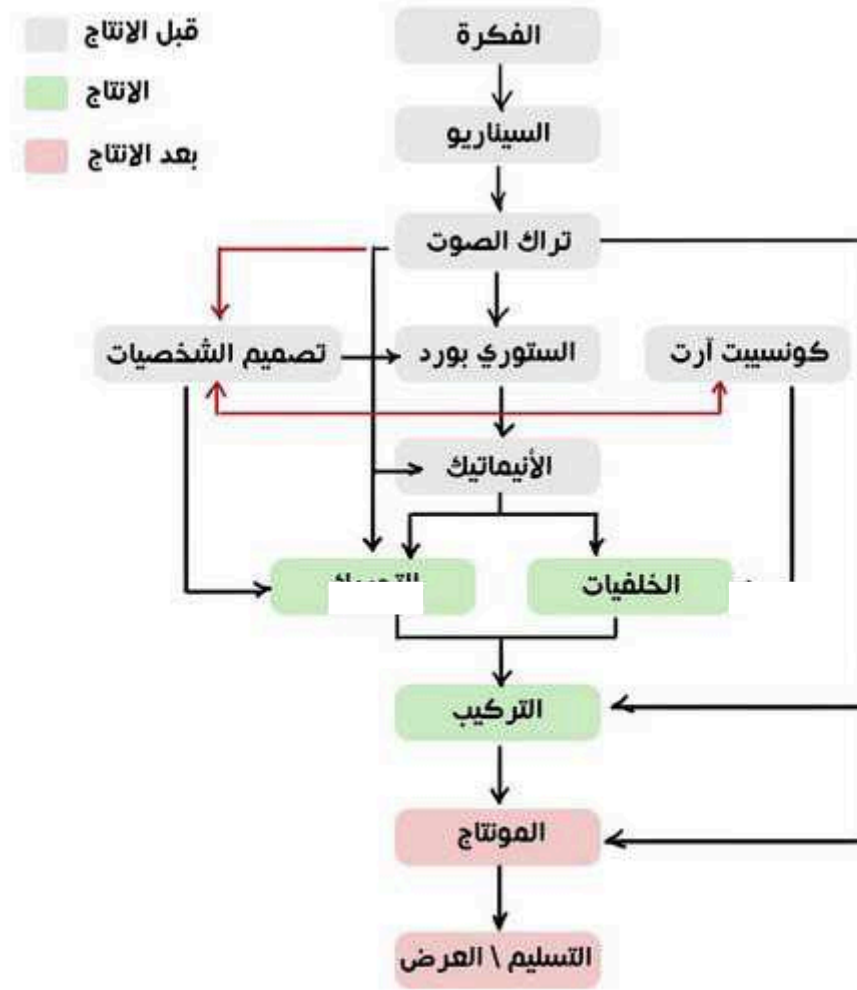 قبل الانتاج
الانتاج
بعد الانتاج
الفكرة
السيناريو
تراك الصوت
تصميم الشخصيات
الستوري بورد
كونسيبت آرت
الأنيماتيك
الخلفيات
التركيب
المونتاج
التسليم \ العرض